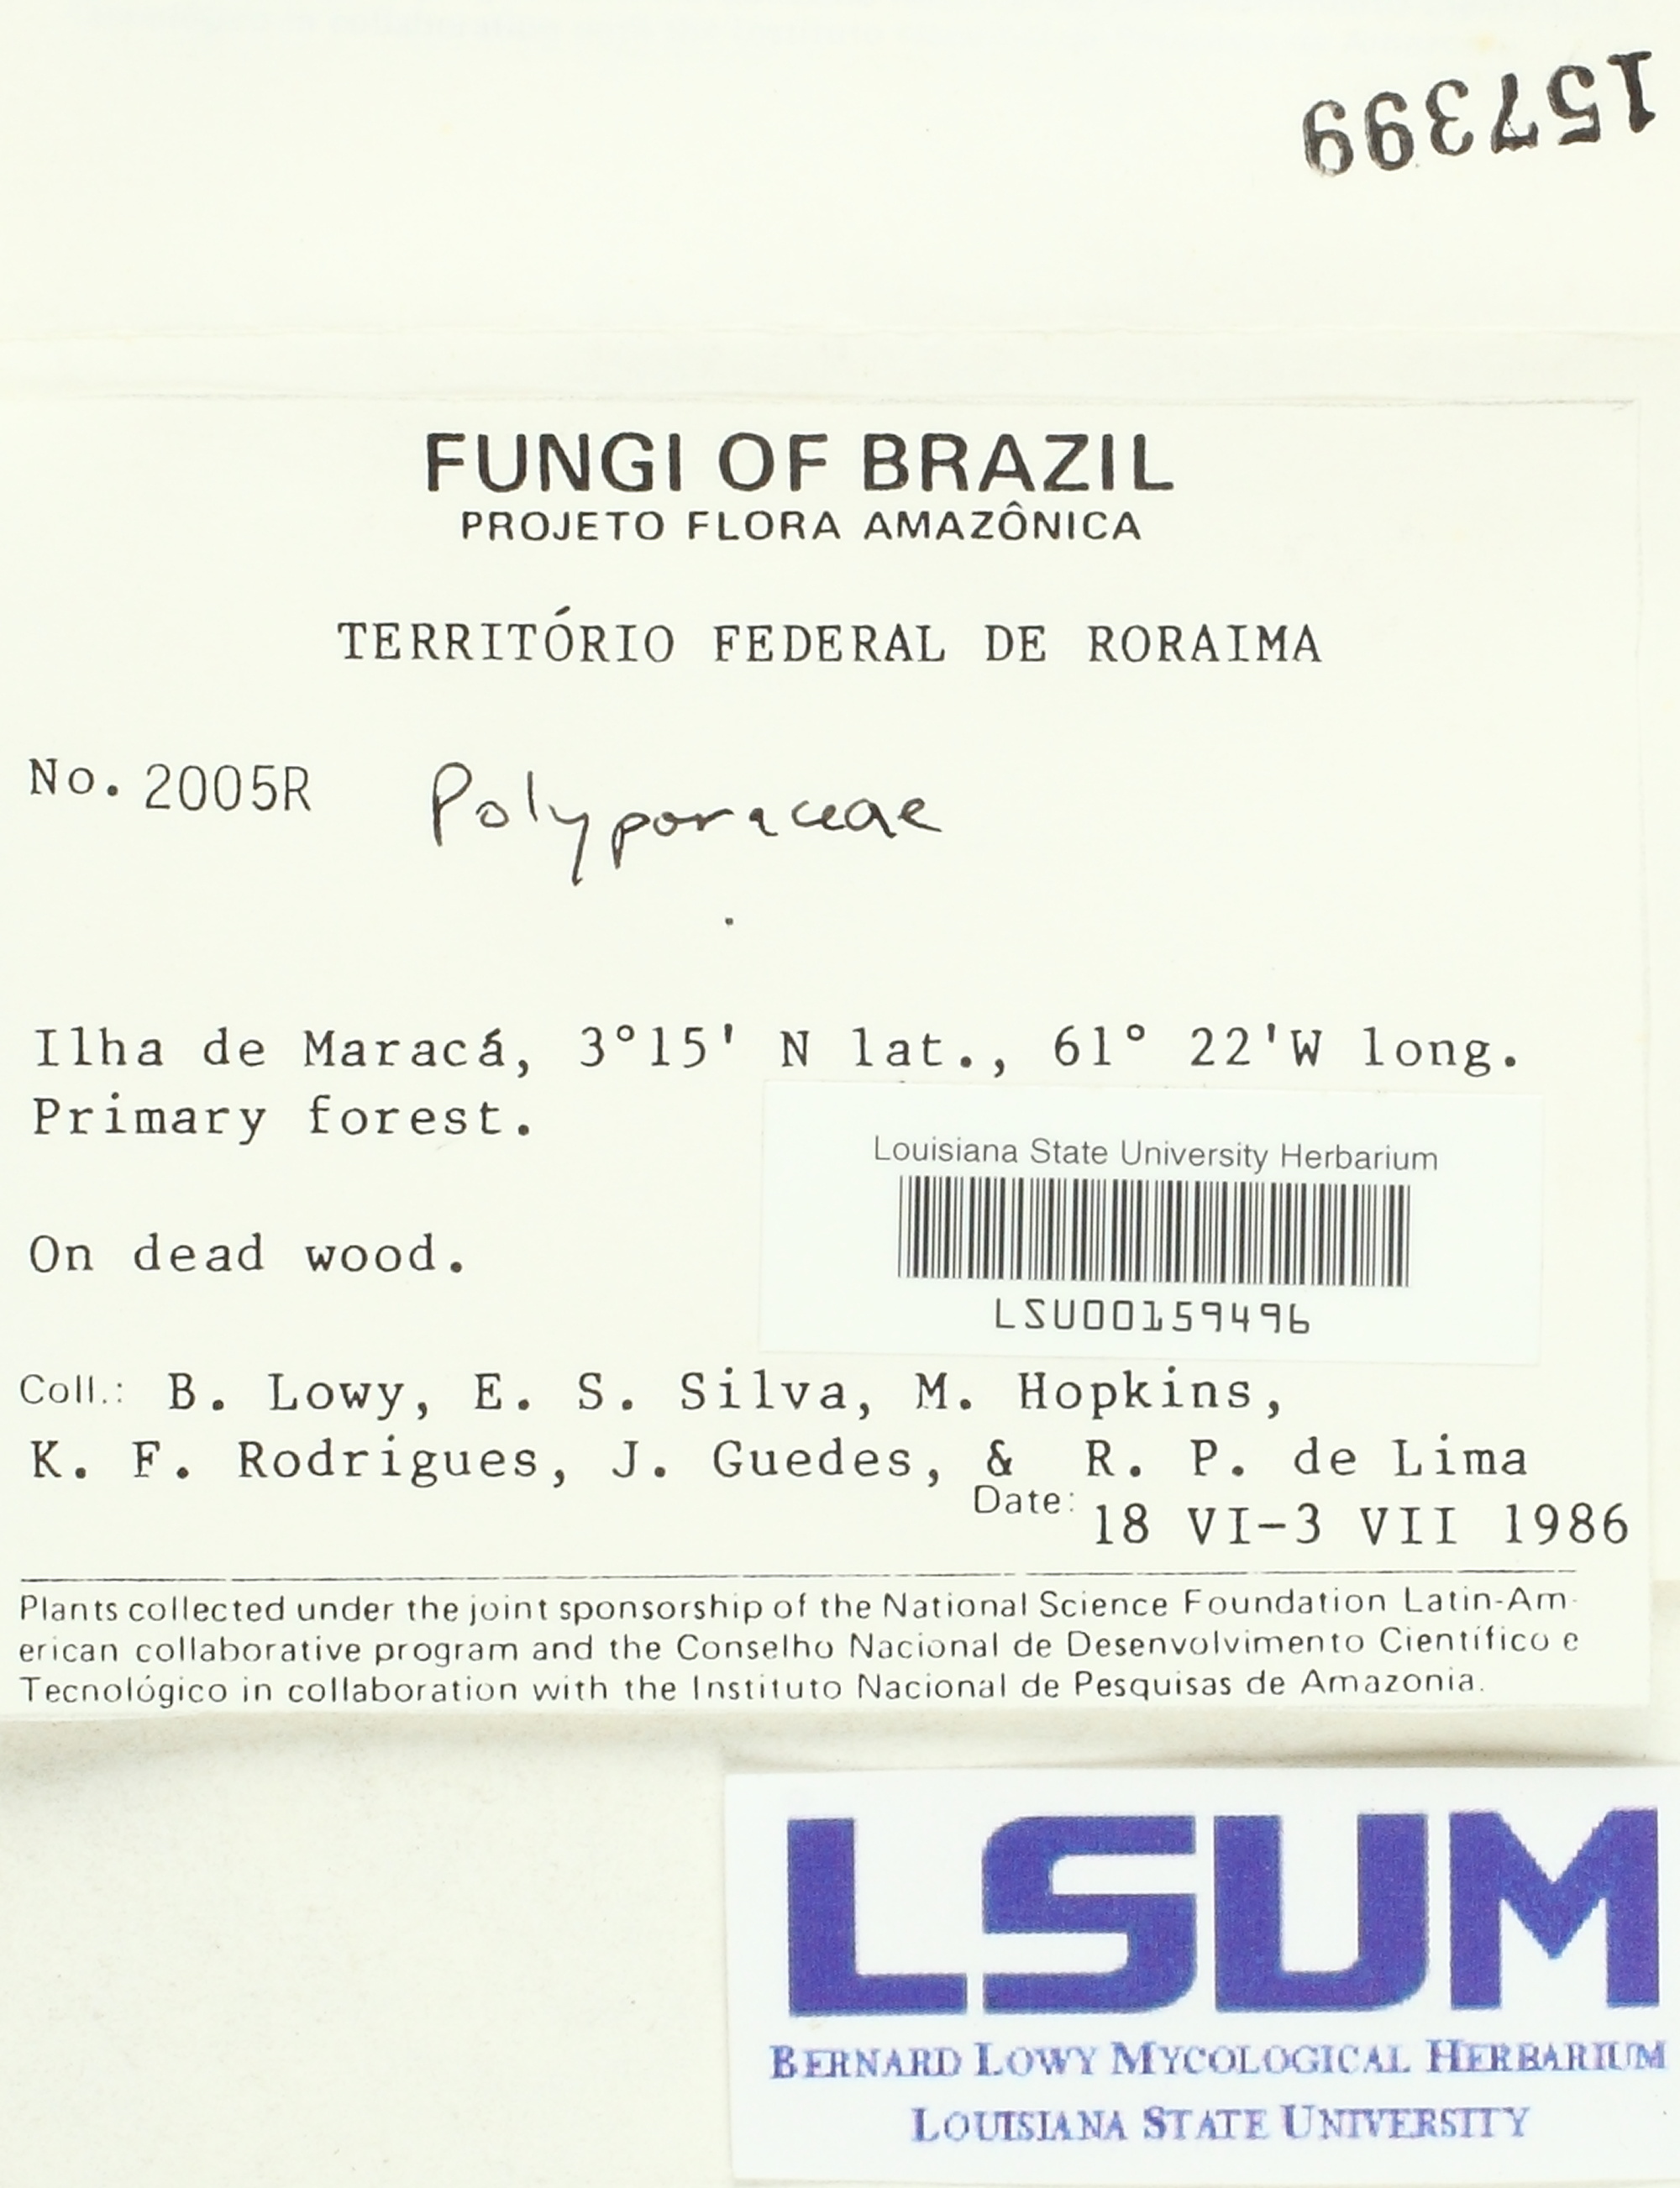 157399
FUNGI OF BRAZIL
PROJETO FLORA AMAZÔNICA
TERRITÓRIO FEDERAL DE RORAIMA
No. 2005R Polyporaceae
Ilha de Maracá, 3°15' N lat., 61° 22'W long.
Primary forest.
Louisiana State University Herbarium
On dead wood.
LSU00159496
Coll.: B. Lowy, E. S. Silva, M. Hopkins,
K. F. Rodrigues, J. Guedes, & R. P. de Lima
Date: 18 VI-3 VII 1986
Plants collected under the joint sponsorship of the National Science Foundation Latin-Am-
erican collaborative program and the Conselho Nacional de Desenvolvimento Científico e
Tecnológico in collaboration with the Instituto Nacional de Pesquisas de Amazonia.
LSUM
BERNARD LOWY MYCOLOGICAL HERBARIUM
LOUISIANA STATE UNIVERSITY